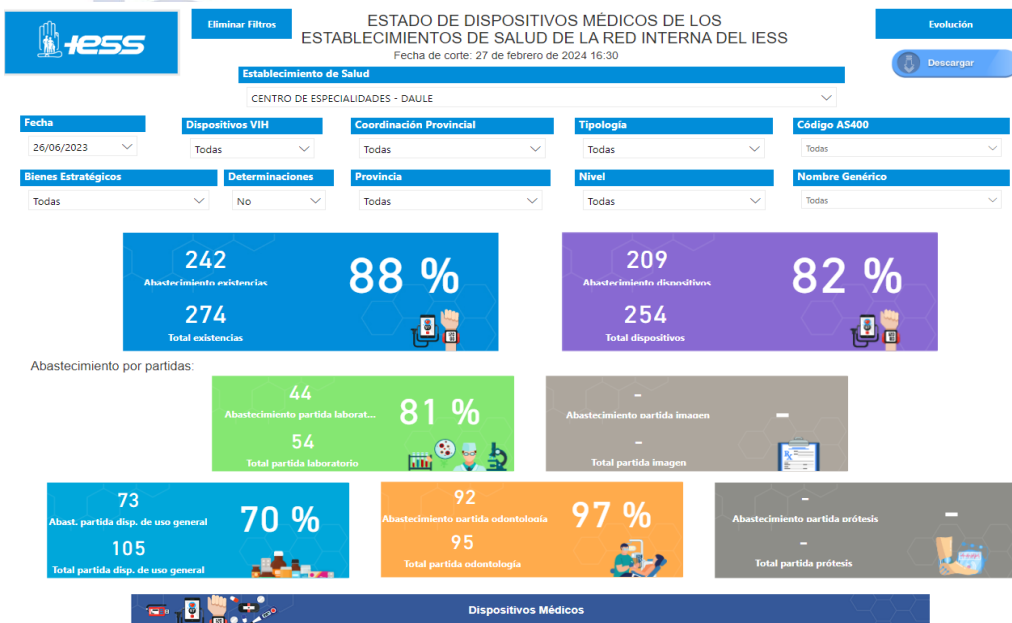 iess
Eliminar Filtros
ESTADO DE DISPOSITIVOS MÉDICOS DE LOS
ESTABLECIMIENTOS DE SALUD DE LA RED INTERNA DEL IESS
Fecha de corte: 27 de febrero de 2024 16:30
Evolución
Descargar
Establecimiento de Salud
CENTRO DE ESPECIALIDADES - DAULE
Fecha
26/06/2023
Dispositivos VIH
Todas
Coordinación Provincial
Todas
Tipología
Todas
Código AS400
Todas
Bienes Estratégicos
Todas
Determinaciones
No
Provincia
Todas
Nivel
Todas
Nombre Genérico
Todas
242
Abastecimiento existencias
274
Total existencias
88 %
209
Abastecimiento dispositivos
254
Total dispositivos
82 %
Abastecimiento por partidas:
44
Abastecimiento partida laborat...
54
Total partida laboratorio
81 %
–
Abastecimiento partida imagen
–
Total partida imagen
–
73
Abast. partida disp. de uso general
105
Total partida disp. de uso general
70 %
92
Abastecimiento partida odontología
95
Total partida odontología
97 %
–
Abastecimiento partida prótesis
–
Total partida prótesis
–
Dispositivos Médicos